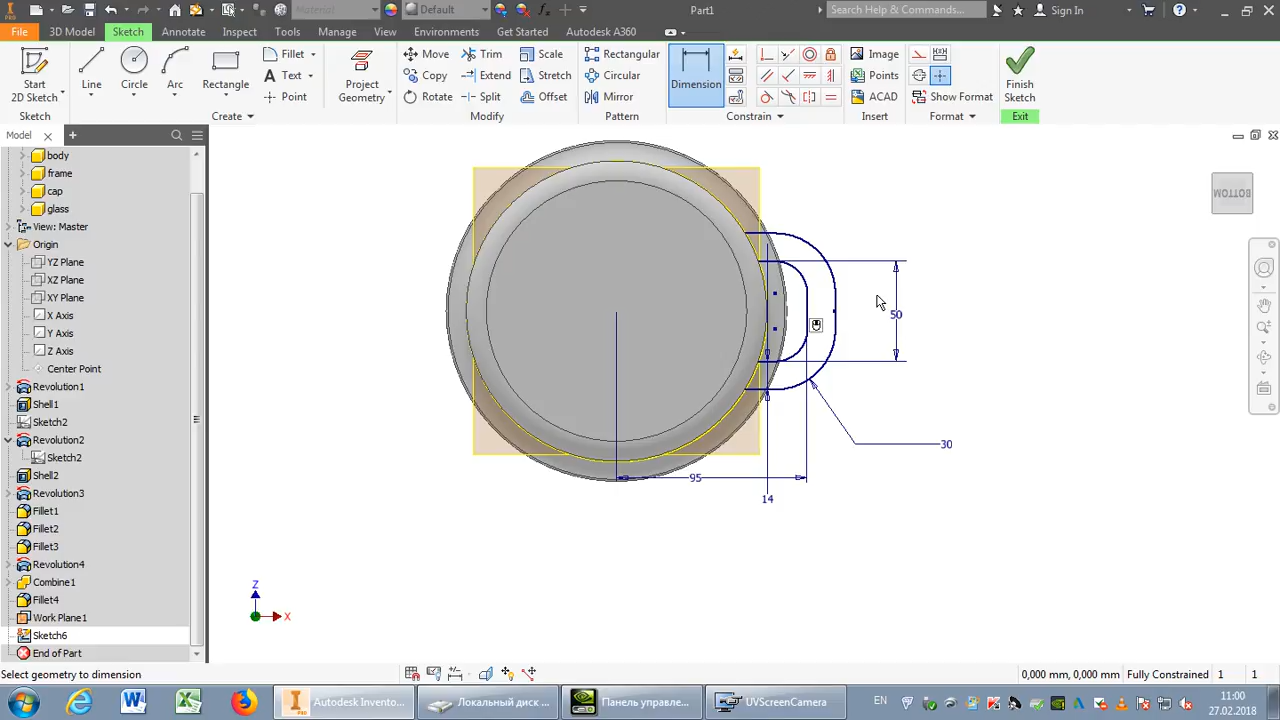 Material
Default
Part1
Search Help & Commands...
Sign In
File
3D Model
Sketch
Annotate
Inspect
Tools
Manage
View
Environments
Get Started
Autodesk A360
Start
2D Sketch
Line
Circle
Arc
Rectangle
Fillet
Text
Point
Project
Geometry
Move
Trim
Scale
Copy
Extend
Stretch
Rotate
Split
Offset
Rectangular
Circular
Mirror
Dimension
Image
Points
ACAD
Show Format
Finish
Sketch
Sketch
Create
Modify
Pattern
Constrain
Insert
Format
Exit
Model
body
frame
cap
glass
View: Master
Origin
YZ Plane
XZ Plane
XY Plane
X Axis
Y Axis
Z Axis
Center Point
Revolution1
Shell1
Sketch2
Revolution2
Sketch2
Shell2
Revolution3
Fillet1
Fillet2
Fillet3
Revolution4
Combine1
Fillet4
Work Plane1
Sketch6
End of Part
BOTTOM
50
30
95
14
Z
X
Select geometry to dimension
0,000 mm, 0,000 mm
Fully Constrained
1
1
Autodesk Invento...
Локальный диск ...
Панель управле...
UVScreenCamera
EN
11:00
27.02.2018